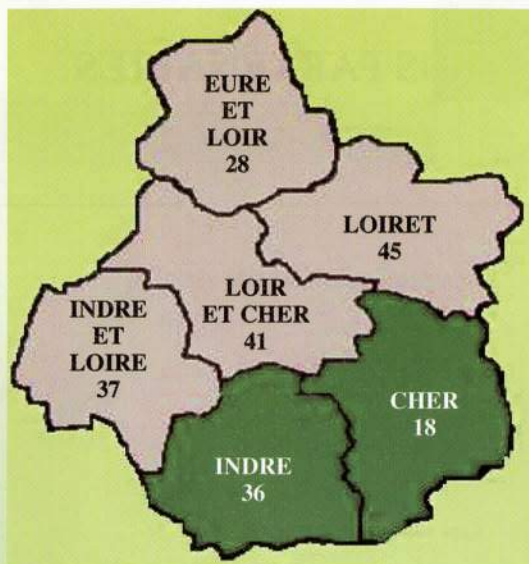 EURE
ET
LOIR
28
LOIRET
45
LOIR
ET CHER
41
INDRE
ET
LOIRE
37
CHER
18
INDRE
36